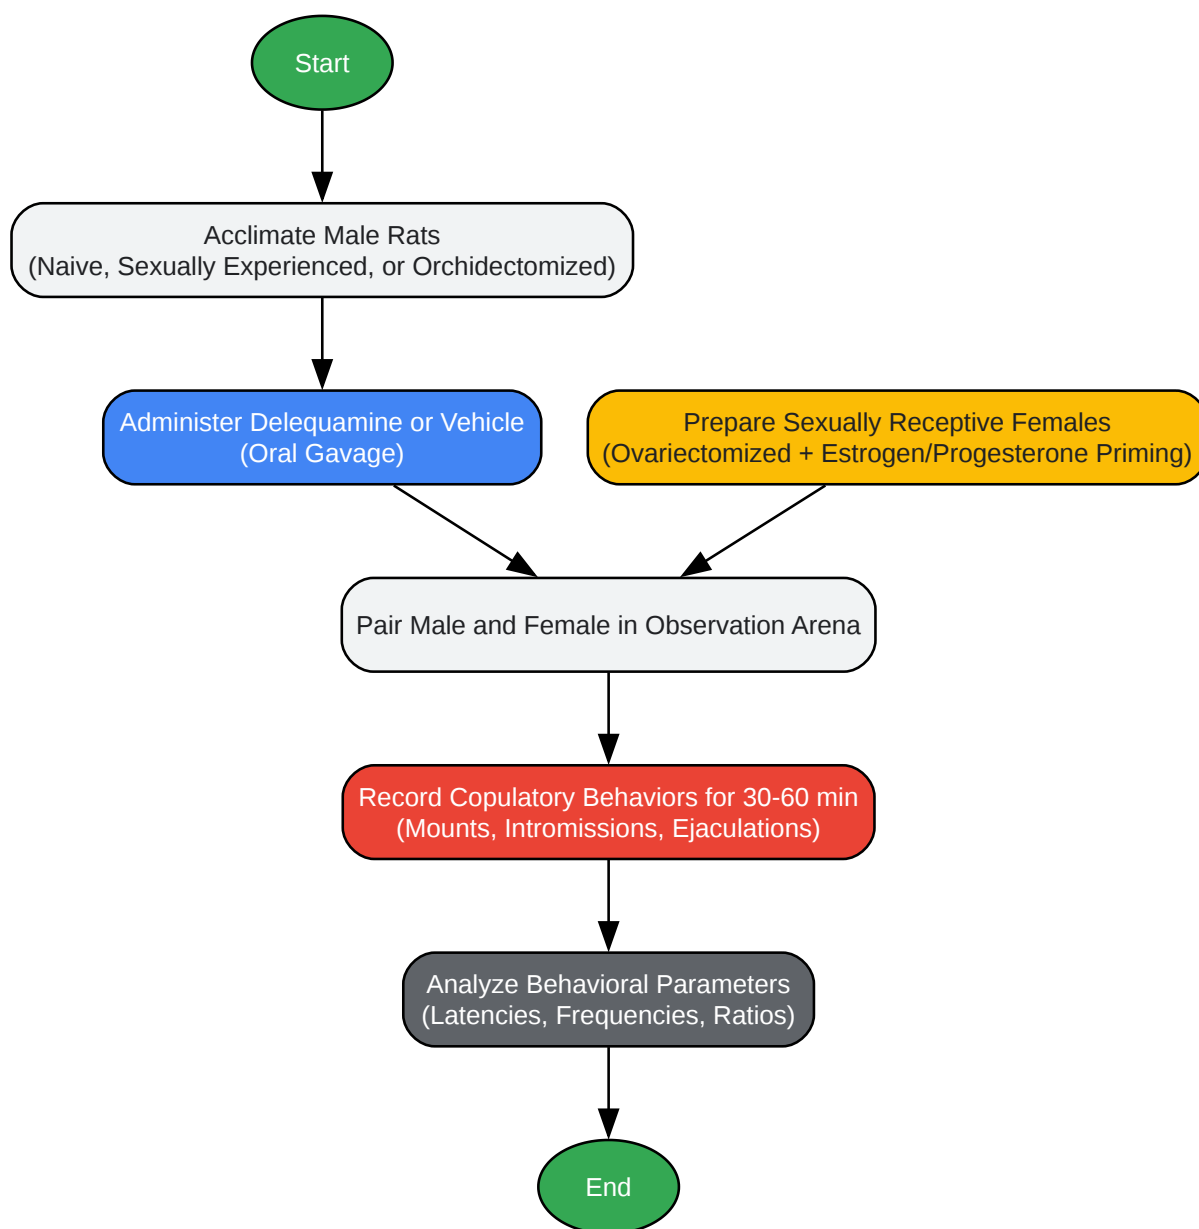 Start
Acclimate Male Rats
(Naive, Sexually Experienced, or Orchidectomized)
Administer Delequamine or Vehicle
(Oral Gavage)
Prepare Sexually Receptive Females
(Ovariectomized + Estrogen/Progesterone Priming)
Pair Male and Female in Observation Arena
Record Copulatory Behaviors for 30-60 min
(Mounts, Intromissions, Ejaculations)
Analyze Behavioral Parameters
(Latencies, Frequencies, Ratios)
End